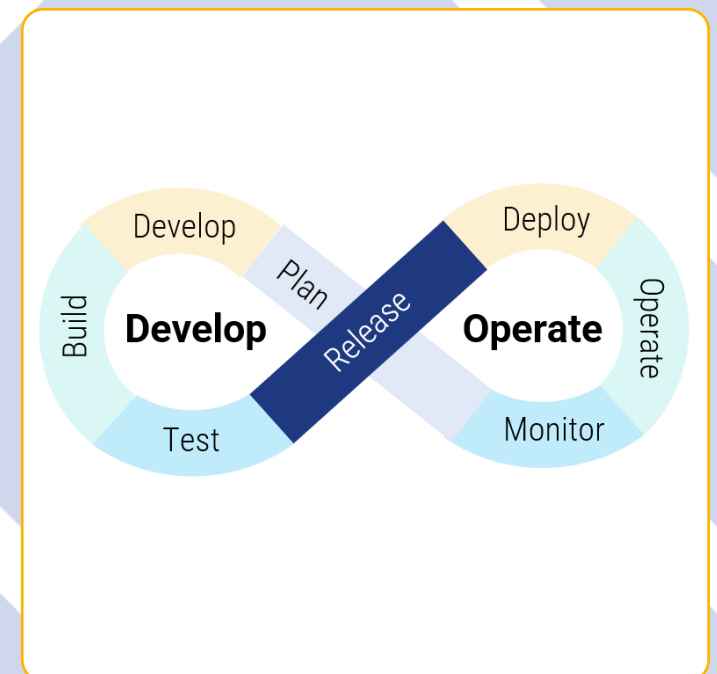 Develop
Plan
Build
Develop
Test
Release
Deploy
Operate
Operate
Monitor